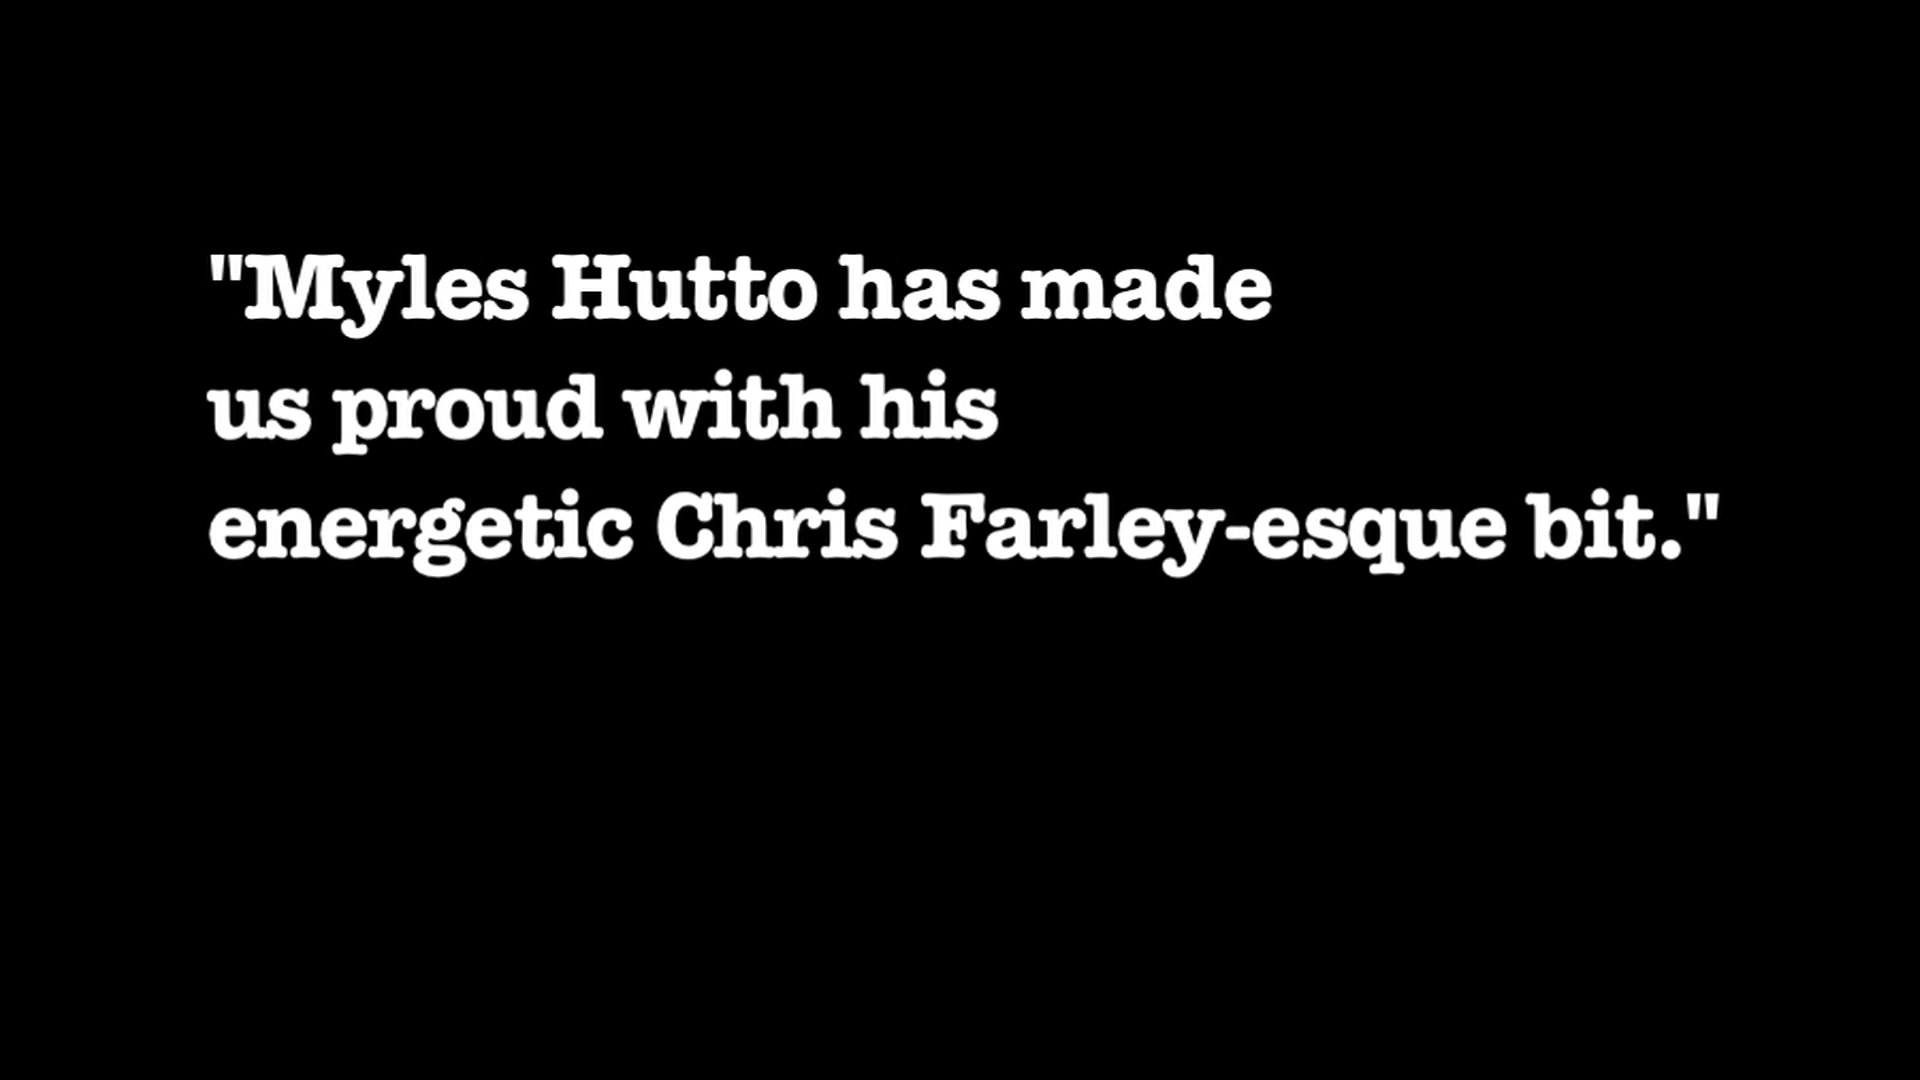 "Myles Hutto has made
us proud with his
energetic Chris Farley-esque bit."